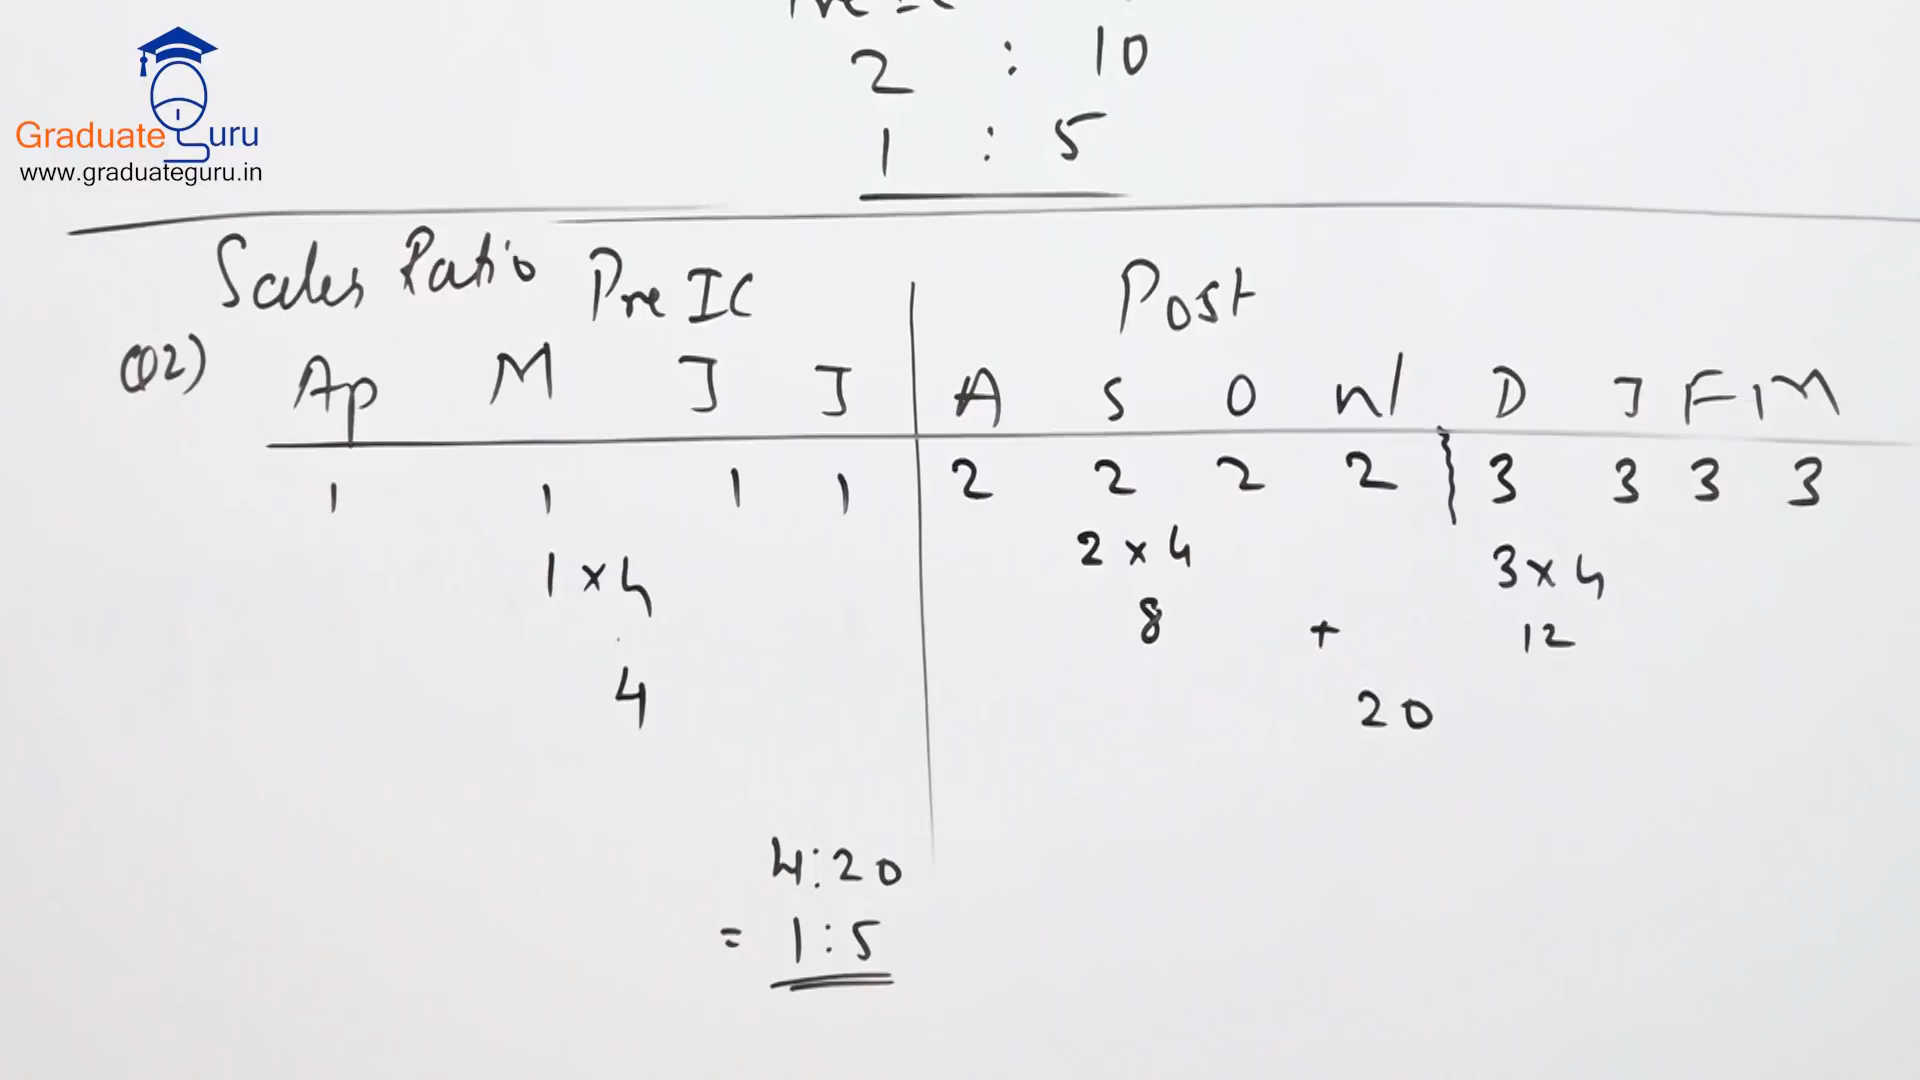 2 : 10
Graduate Guru
1 : 5
www.graduateguru.in
Sales Ratio Pre IC Post
Q2) Ap M J J A S O N D J F M
1 1 1 1 2 2 2 2 3 3 3 3
1 x 4 2 x 4 3 x 4
8 + 12
4 20
4:20
= 1:5